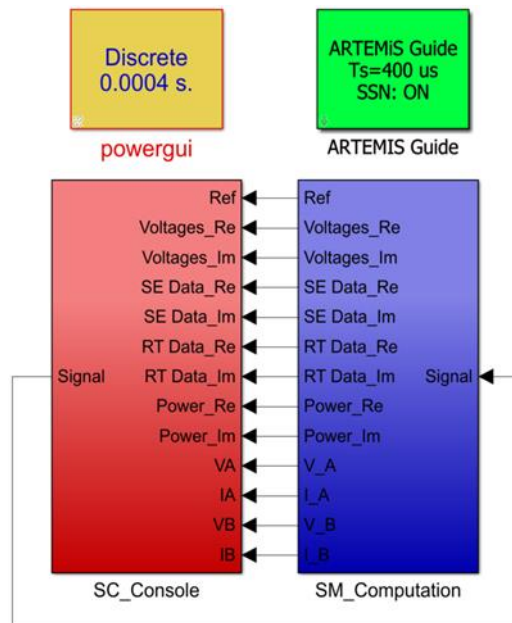 Discrete
0.0004 s.
powergui
ARTEMiS Guide
Ts=400 us
SSN: ON
ARTEMIS Guide
Ref
Voltages_Re
Voltages_Im
SE Data_Re
SE Data_Im
RT Data_Re
RT Data_Im
Power_Re
Power_Im
VA
IA
VB
IB
Signal
SC_Console
Ref
Voltages_Re
Voltages_Im
SE Data_Re
SE Data_Im
RT Data_Re
RT Data_Im
Power_Re
Power_Im
V_A
I_A
V_B
I_B
Signal
SM_Computation